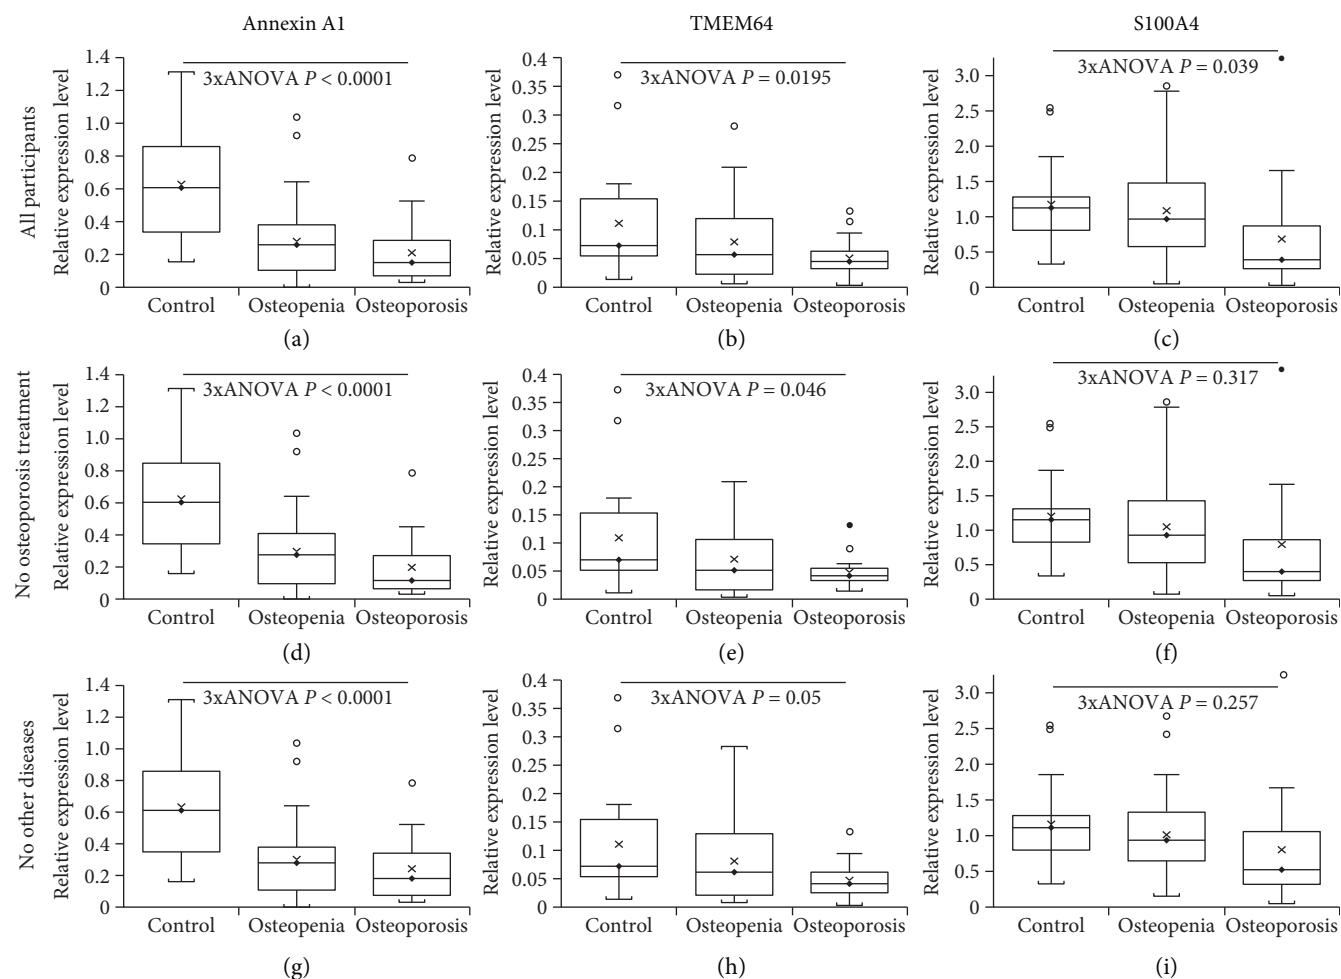 Annexin A1
TMEM64
S100A4
All participants
Relative expression level
1.4
1.2
1.0
0.8
0.6
0.4
0.2
0
3xANOVA P < 0.0001
Control
Osteopenia
Osteoporosis
(a)
Relative expression level
0.4
0.35
0.3
0.25
0.2
0.15
0.1
0.05
0
3xANOVA P = 0.0195
Control
Osteopenia
Osteoporosis
(b)
Relative expression level
3.0
2.5
2.0
1.5
1.0
0.5
0
3xANOVA P = 0.039
Control
Osteopenia
Osteoporosis
(c)
No osteoporosis treatment
Relative expression level
1.4
1.2
1.0
0.8
0.6
0.4
0.2
0
3xANOVA P < 0.0001
Control
Osteopenia
Osteoporosis
(d)
Relative expression level
0.4
0.35
0.3
0.25
0.2
0.15
0.1
0.05
0
3xANOVA P = 0.046
Control
Osteopenia
Osteoporosis
(e)
Relative expression level
3.0
2.5
2.0
1.5
1.0
0.5
0
3xANOVA P = 0.317
Control
Osteopenia
Osteoporosis
(f)
No other diseases
Relative expression level
1.4
1.2
1.0
0.8
0.6
0.4
0.2
0
3xANOVA P < 0.0001
Control
Osteopenia
Osteoporosis
(g)
Relative expression level
0.4
0.35
0.3
0.25
0.2
0.15
0.1
0.05
0
3xANOVA P = 0.05
Control
Osteopenia
Osteoporosis
(h)
Relative expression level
3.0
2.5
2.0
1.5
1.0
0.5
0
3xANOVA P = 0.257
Control
Osteopenia
Osteoporosis
(i)